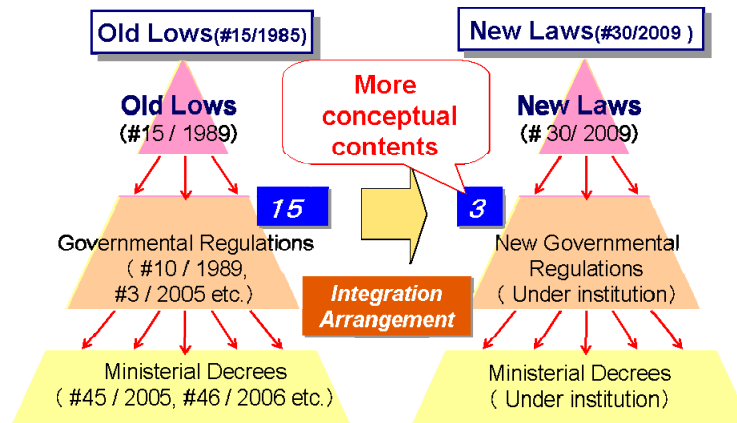 Old Lows(#15/1985)
New Laws(#30/2009 )
More
conceptual
contents
Old Lows
(#15 / 1989)
New Laws
(# 30/ 2009)
15
3
Governmental Regulations
( #10 / 1989,
#3 / 2005 etc.)
New Governmental
Regulations
( Under institution)
Integration
Arrangement
Ministerial Decrees
( #45 / 2005, #46 / 2006 etc.)
Ministerial Decrees
( Under institution)